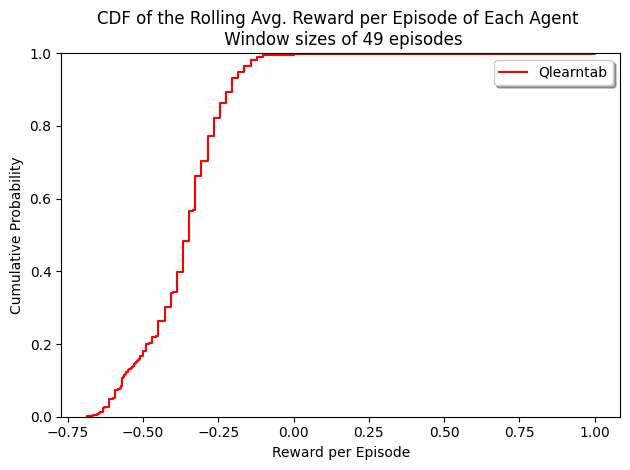 CDF of the Rolling Avg. Reward per Episode of Each Agent
Window sizes of 49 episodes
Qlearntab
Cumulative Probability
1.0
0.8
0.6
0.4
0.2
0.0
−0.75 −0.50 −0.25 0.00 0.25 0.50 0.75 1.00
Reward per Episode